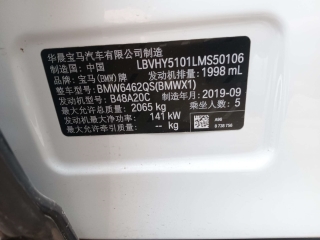 华晨宝马汽车有限公司制造
制造国：中国 LBVHY5101LMS50106
品牌：宝马(BMW)牌 发动机排量：1998 mL
整车型号：BMW6462QS(BMWX1)
发动机型号：B48A20C 制造年月：2019-09
最大允许总质量：2065 kg 乘坐人数：5
发动机最大净功率：141 kW
最大允许牵引质量：-- kg